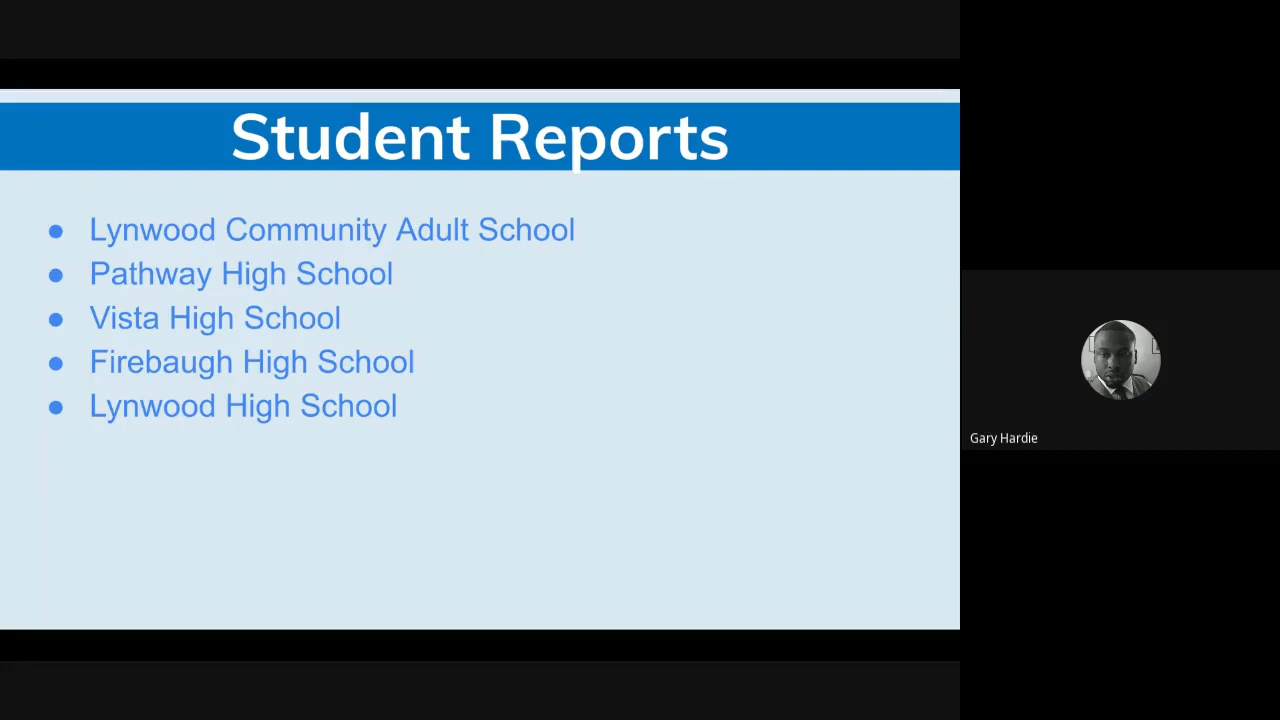 Student Reports
● Lynwood Community Adult School
● Pathway High School
● Vista High School
● Firebaugh High School
● Lynwood High School
Gary Hardie